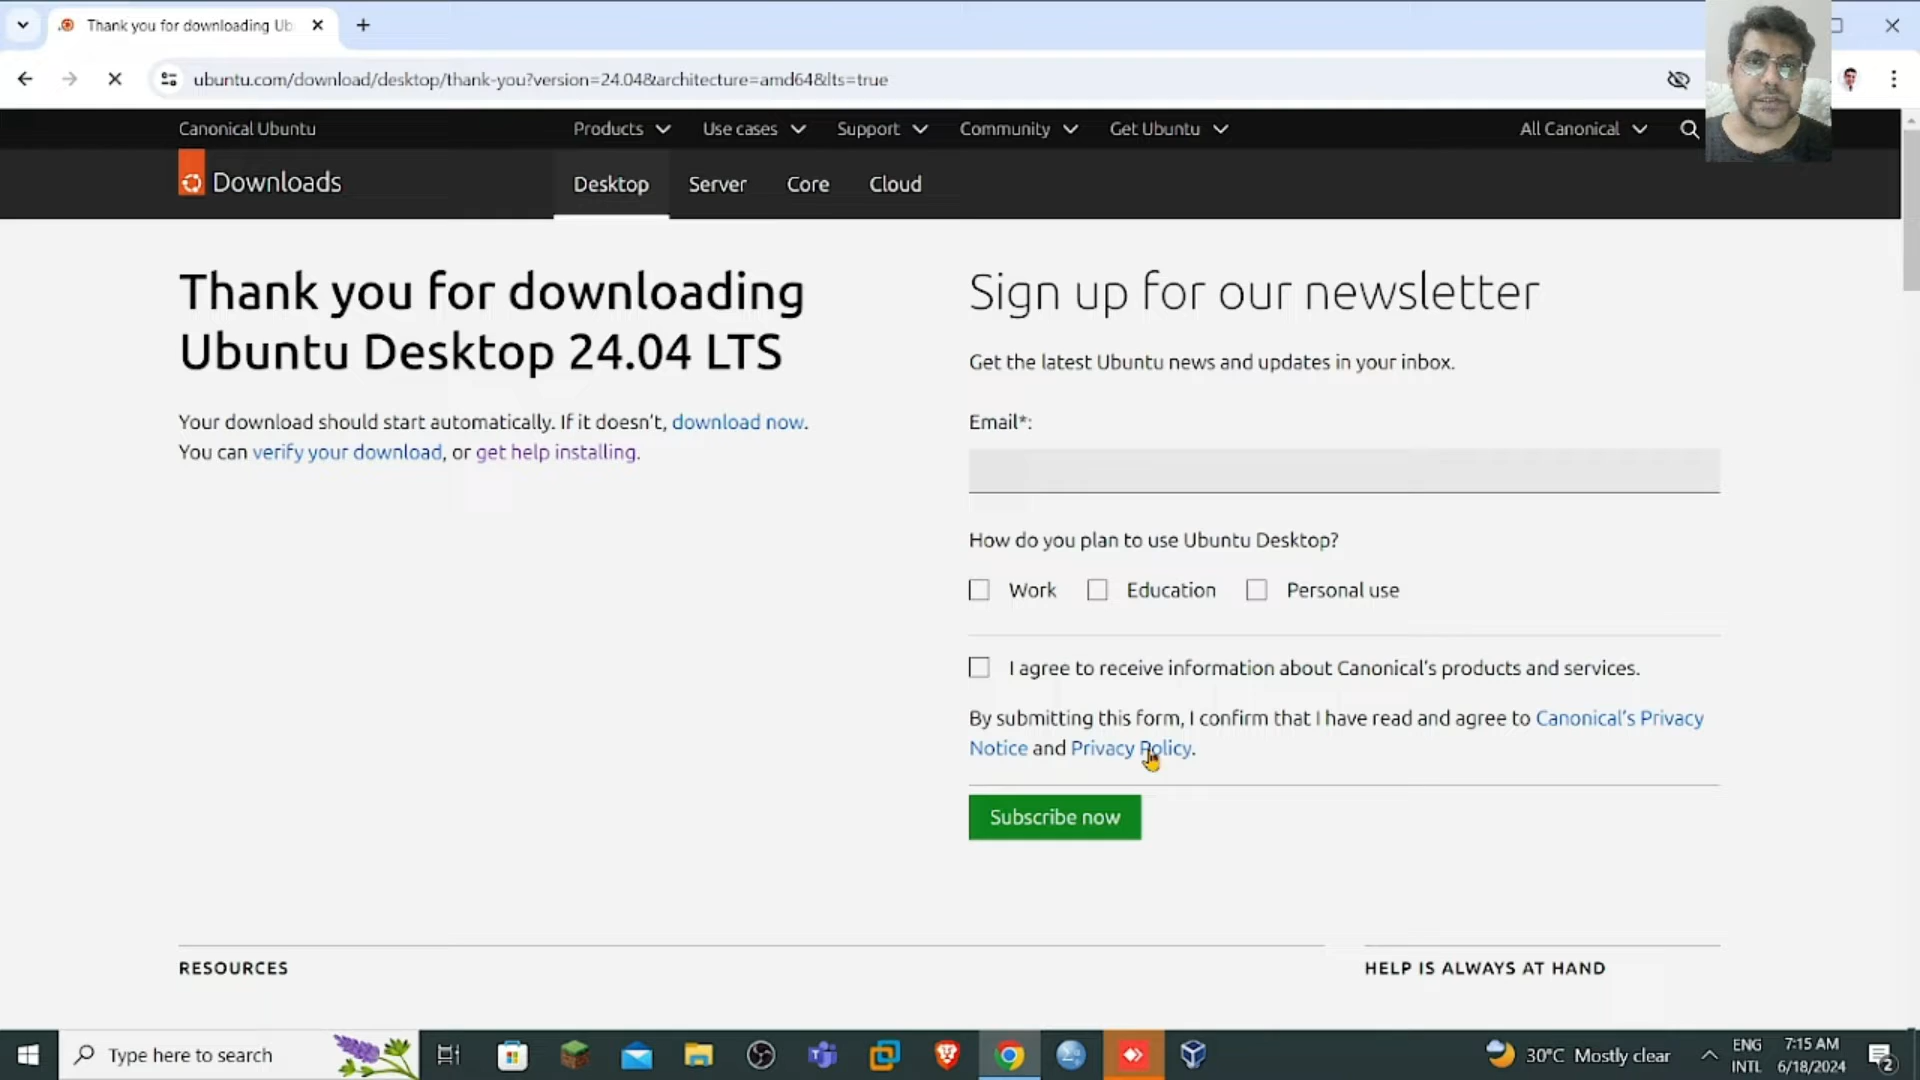 Thank you for downloading Ub
ubuntu.com/download/desktop/thank-you?version=24.04&architecture=amd64&lts=true
Canonical Ubuntu Products Use cases Support Community Get Ubuntu All Canonical
Downloads Desktop Server Core Cloud
Thank you for downloading
Ubuntu Desktop 24.04 LTS
Your download should start automatically. If it doesn't, download now.
You can verify your download, or get help installing.
Sign up for our newsletter
Get the latest Ubuntu news and updates in your inbox.
Email*:
How do you plan to use Ubuntu Desktop?
Work Education Personal use
I agree to receive information about Canonical's products and services.
By submitting this form, I confirm that I have read and agree to Canonical's Privacy
Notice and Privacy Policy.
Subscribe now
RESOURCES
HELP IS ALWAYS AT HAND
Type here to search
30°C Mostly clear
ENG
INTL
7:15 AM
6/18/2024
2